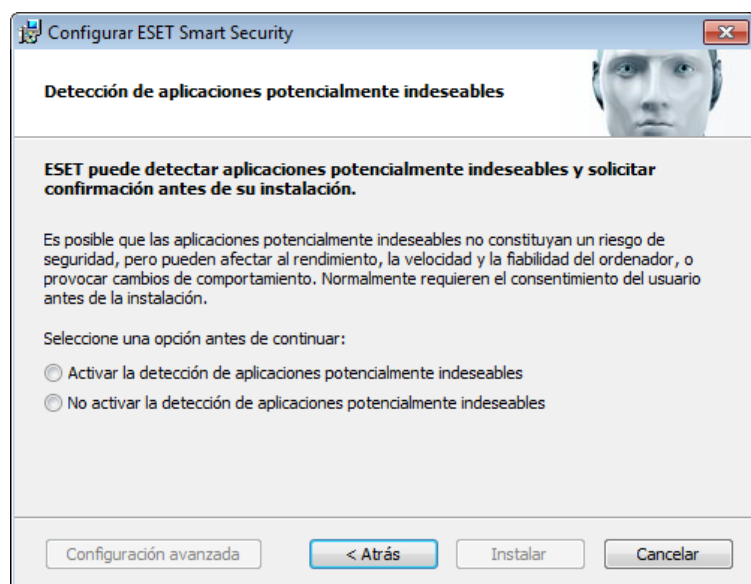 Configurar ESET Smart Security
Detección de aplicaciones potencialmente indeseables
ESET puede detectar aplicaciones potencialmente indeseables y solicitar
confirmación antes de su instalación.
Es posible que las aplicaciones potencialmente indeseables no constituyan un riesgo de
seguridad, pero pueden afectar al rendimiento, la velocidad y la fiabilidad del ordenador, o
provocar cambios de comportamiento. Normalmente requieren el consentimiento del usuario
antes de la instalación.
Seleccione una opción antes de continuar:
Activar la detección de aplicaciones potencialmente indeseables
No activar la detección de aplicaciones potencialmente indeseables
Configuración avanzada < Atrás Instalar Cancelar